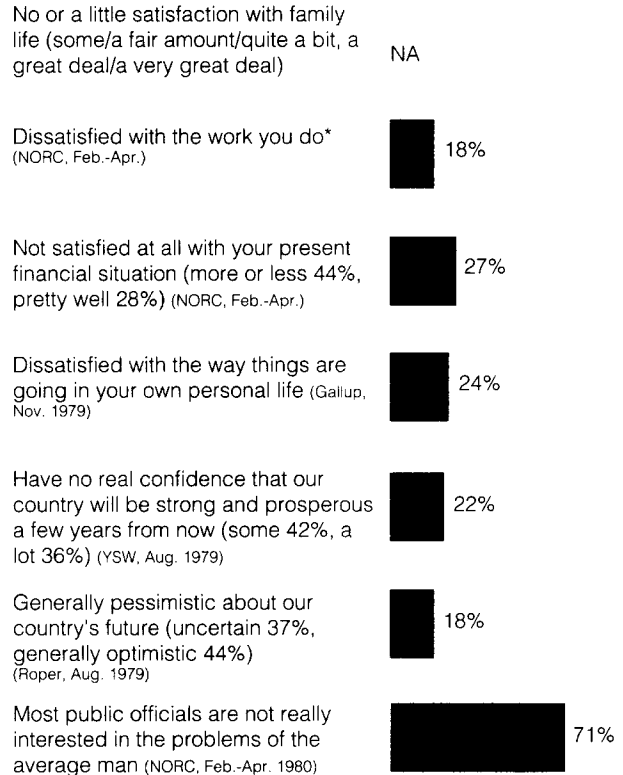 No or a little satisfaction with family
life (some/a fair amount/quite a bit, a
great deal/a very great deal)
NA
Dissatisfied with the work you do*
(NORC, Feb.-Apr.)
18%
Not satisfied at all with your present
financial situation (more or less 44%,
pretty well 28%) (NORC, Feb.-Apr.)
27%
Dissatisfied with the way things are
going in your own personal life (Gallup,
Nov. 1979)
24%
Have no real confidence that our
country will be strong and prosperous
a few years from now (some 42%, a
lot 36%) (YSW, Aug. 1979)
22%
Generally pessimistic about our
country's future (uncertain 37%,
generally optimistic 44%)
(Roper, Aug. 1979)
18%
Most public officials are not really
interested in the problems of the
average man (NORC, Feb.-Apr. 1980)
71%